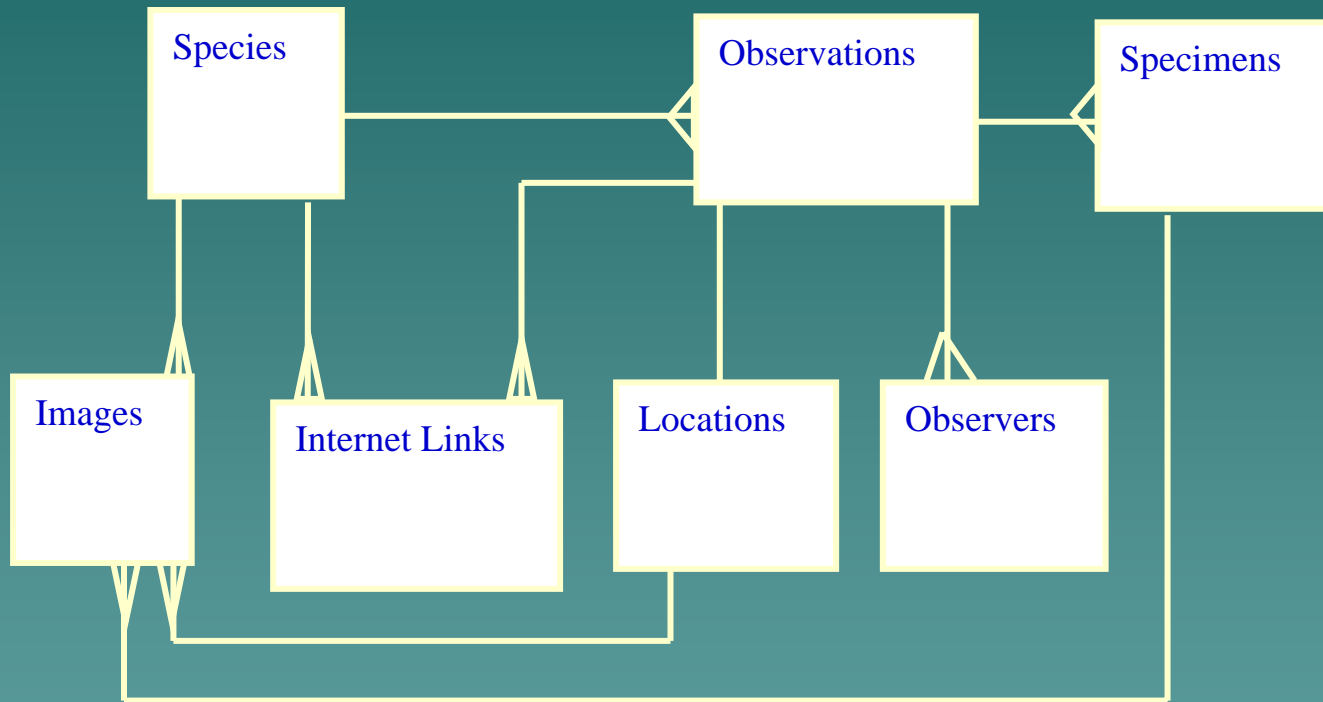 Species
Observations
Specimens
Images
Internet Links
Locations
Observers